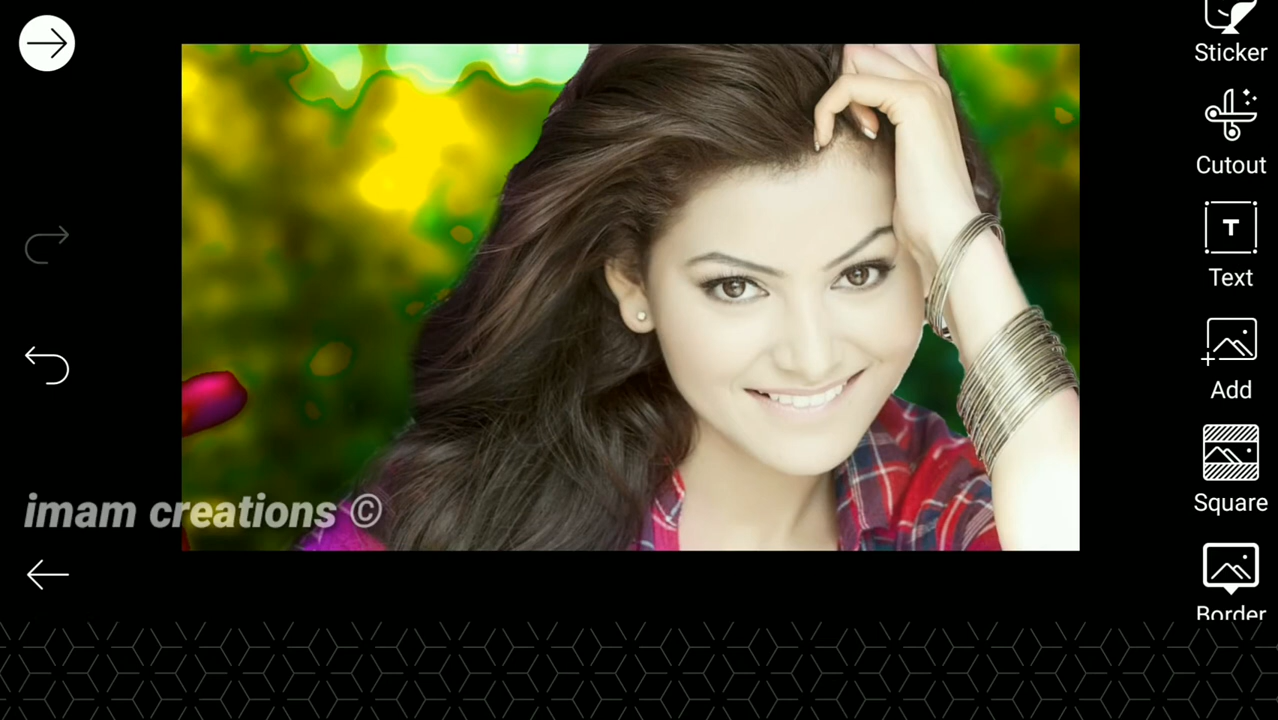 Sticker
Cutout
Text
Add
Square
imam creations ©
Border